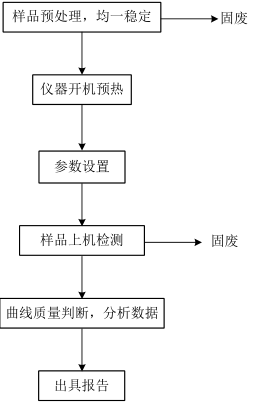 样品预处理，均一稳定
固废
仪器开机预热
参数设置
样品上机检测
固废
曲线质量判断，分析数据
出具报告